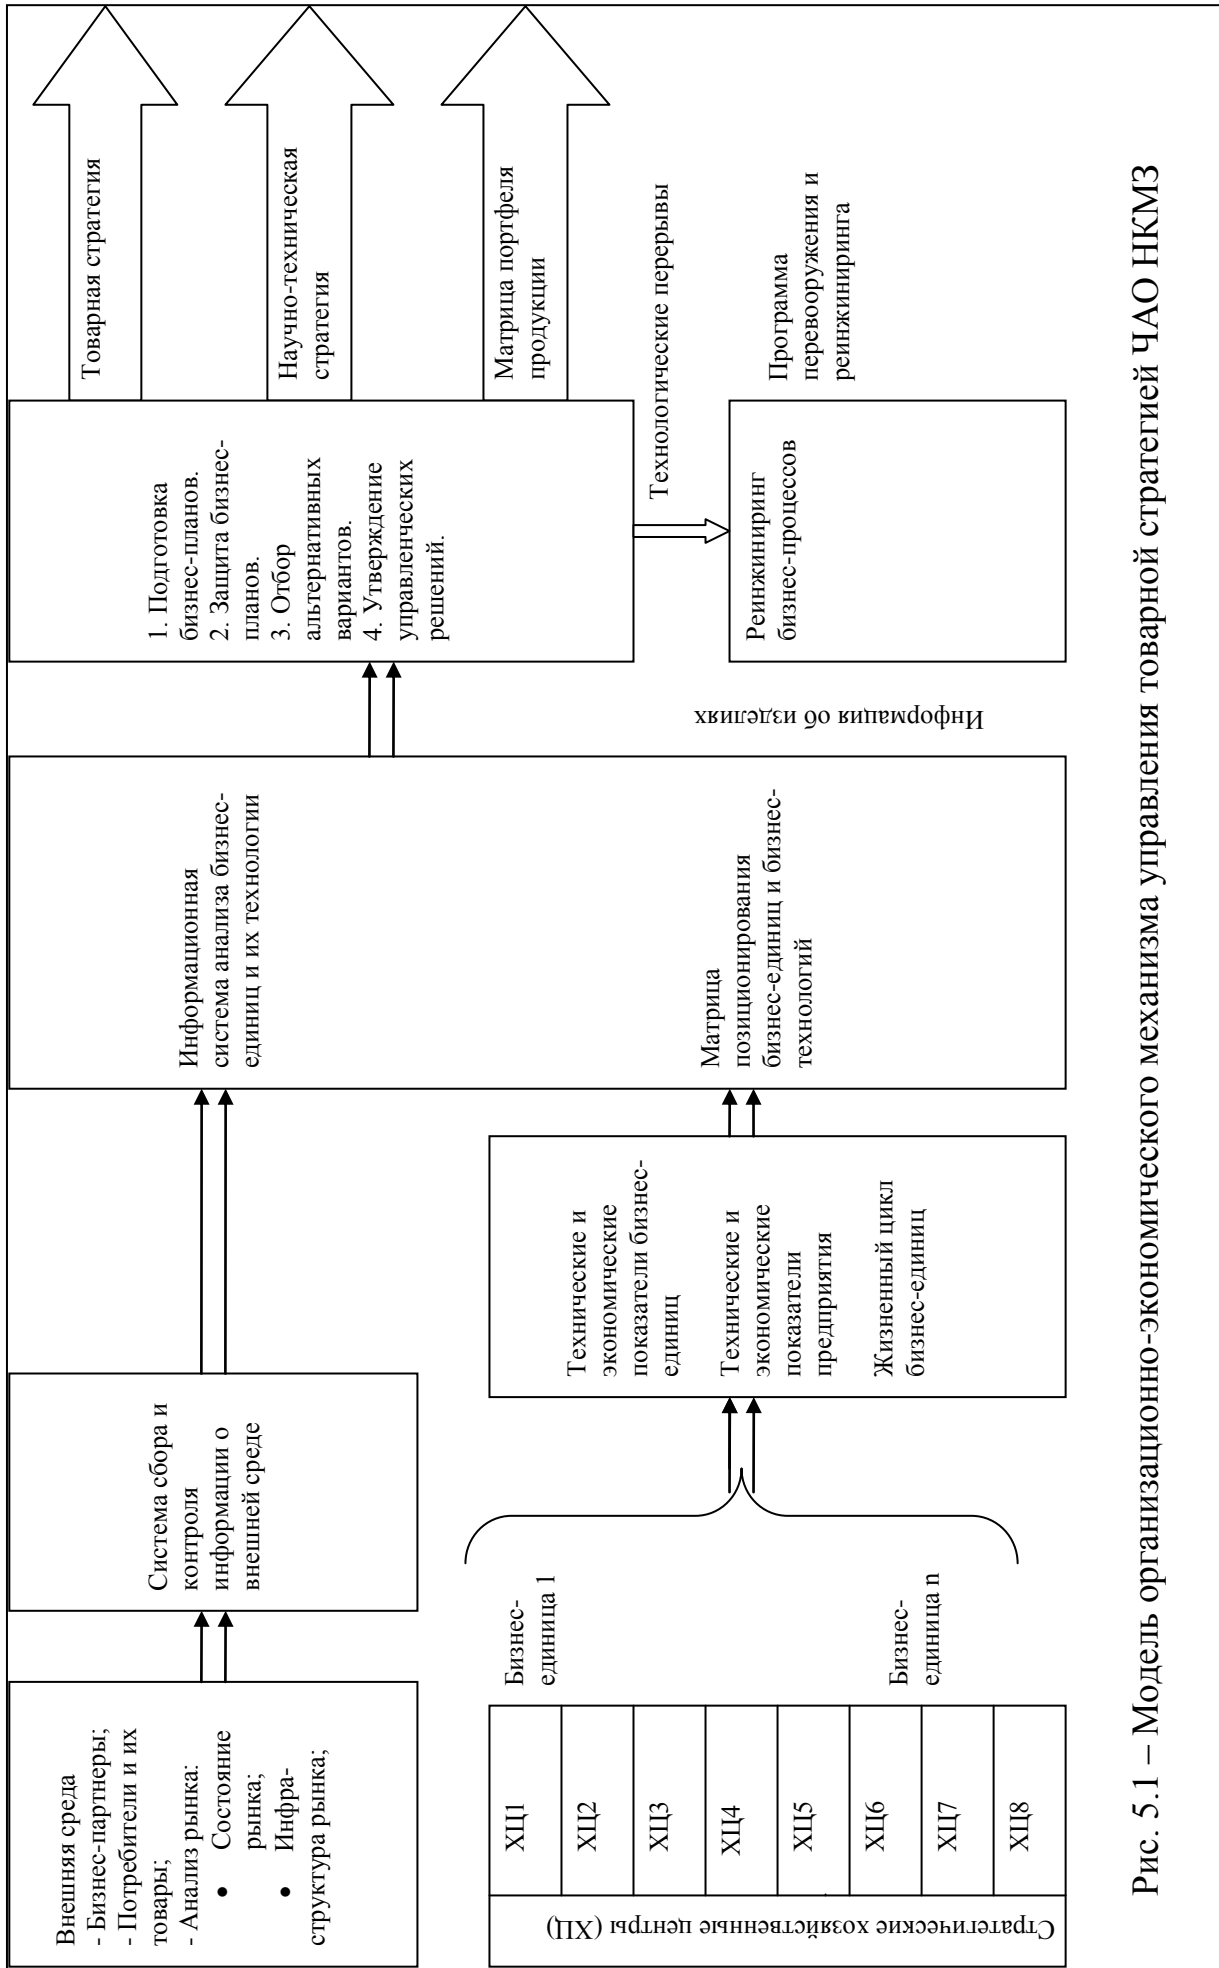 Внешняя среда
- Бизнес-партнеры;
- Потребители и их
товары;
- Анализ рынка:
• Состояние
рынка;
• Инфра-
структура рынка;
Система сбора и
контроля
информации о
внешней среде
Информационная
система анализа бизнес-
единиц и их технологии
1. Подготовка
бизнес-планов.
2. Защита бизнес-
планов.
3. Отбор
альтернативных
вариантов.
4. Утверждение
управленческих
решений.
Товарная стратегия
Научно-техническая
стратегия
Матрица портфеля
продукции
Стратегические хозяйственные центры (ХЦ)
ХЦ1
ХЦ2
ХЦ3
ХЦ4
ХЦ5
ХЦ6
ХЦ7
ХЦ8
Бизнес-
единица 1
Бизнес-
единица n
Технические и
экономические
показатели бизнес-
единиц
Технические и
экономические
показатели
предприятия
Жизненный цикл
бизнес-единиц
Матрица
позиционирования
бизнес-единиц и бизнес-
технологий
Информация об изделиях
Технологические перерывы
Реинжиниринг
бизнес-процессов
Программа
перевооружения и
реинжиниринга
Рис. 5.1 – Модель организационно-экономического механизма управления товарной стратегией ЧАО НКМЗ